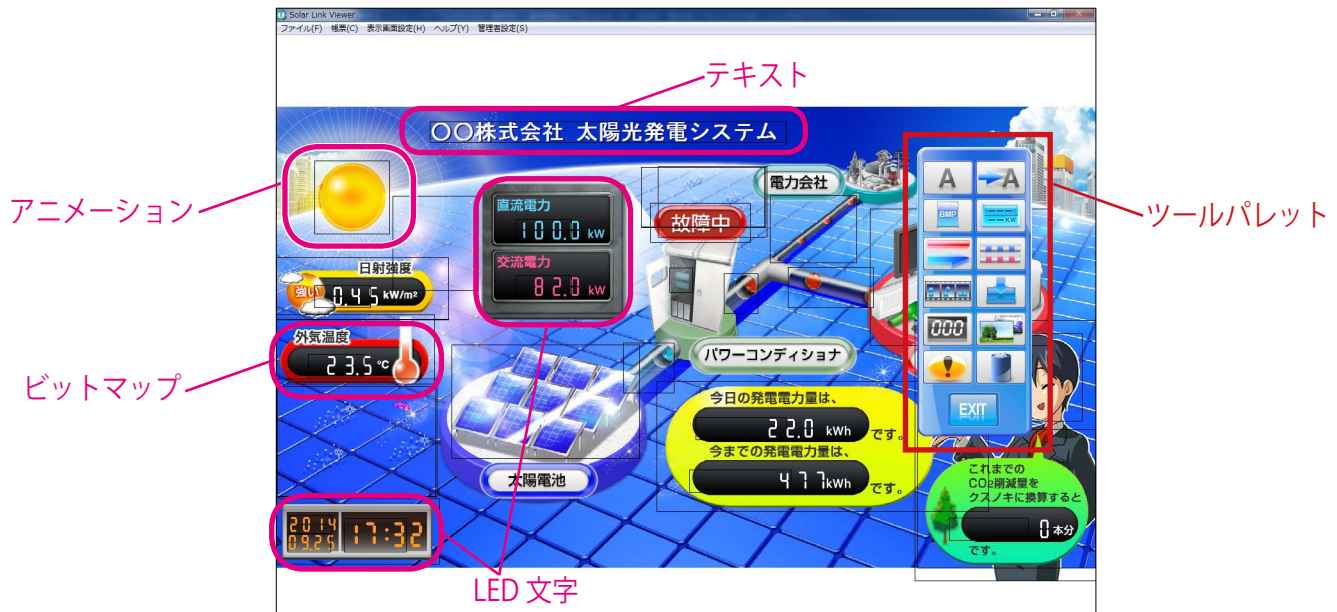 Solar Link Viewer
ファイル(F) 帳票(C) 表示画面設定(H) ヘルプ(Y) 管理者設定(S)
テキスト
〇〇株式会社 太陽光発電システム
アニメーション
電力会社
A
A
ツールパレット
直流電力
100.0 kW
故障中
BMP
KW
交流電力
82.0 kW
日射強度
強い
0.45 kW/m²
000
外気温度
23.5 ℃
ビットマップ
パワーコンディショナ
今日の発電電力量は、
22.0 kWh です。
今までの発電電力量は、
477kWh です。
EXIT
太陽電池
これまでの
CO2削減量を
クスノキに換算すると
0本分
です。
2014
09.25
17:32
LED 文字